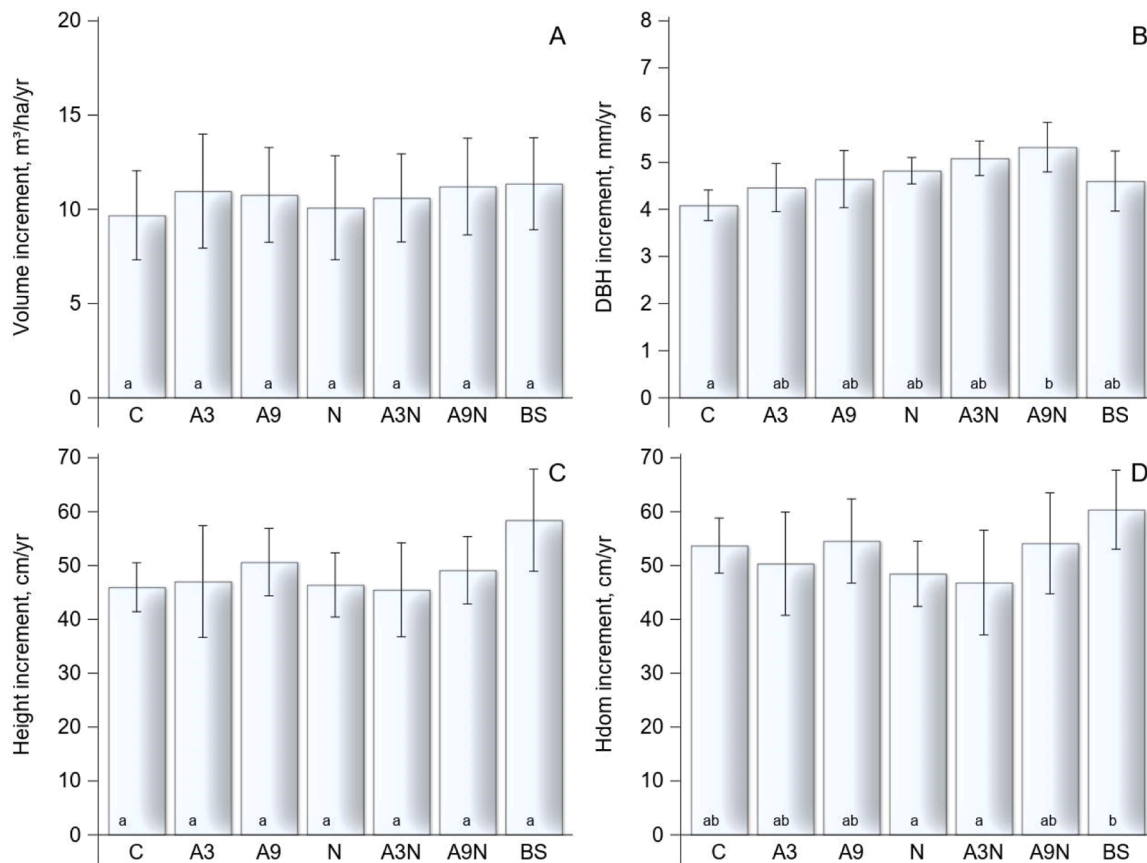 A
Volume increment, m³/ha/yr
20
15
10
5
0
a a a a a a a
C A3 A9 N A3N A9N BS
B
DBH increment, mm/yr
8
7
6
5
4
3
2
1
0
a ab ab ab ab b ab
C A3 A9 N A3N A9N BS
C
Height increment, cm/yr
70
60
50
40
30
20
10
0
a a a a a a a
C A3 A9 N A3N A9N BS
D
Hdom increment, cm/yr
70
60
50
40
30
20
10
0
ab ab ab a a ab b
C A3 A9 N A3N A9N BS